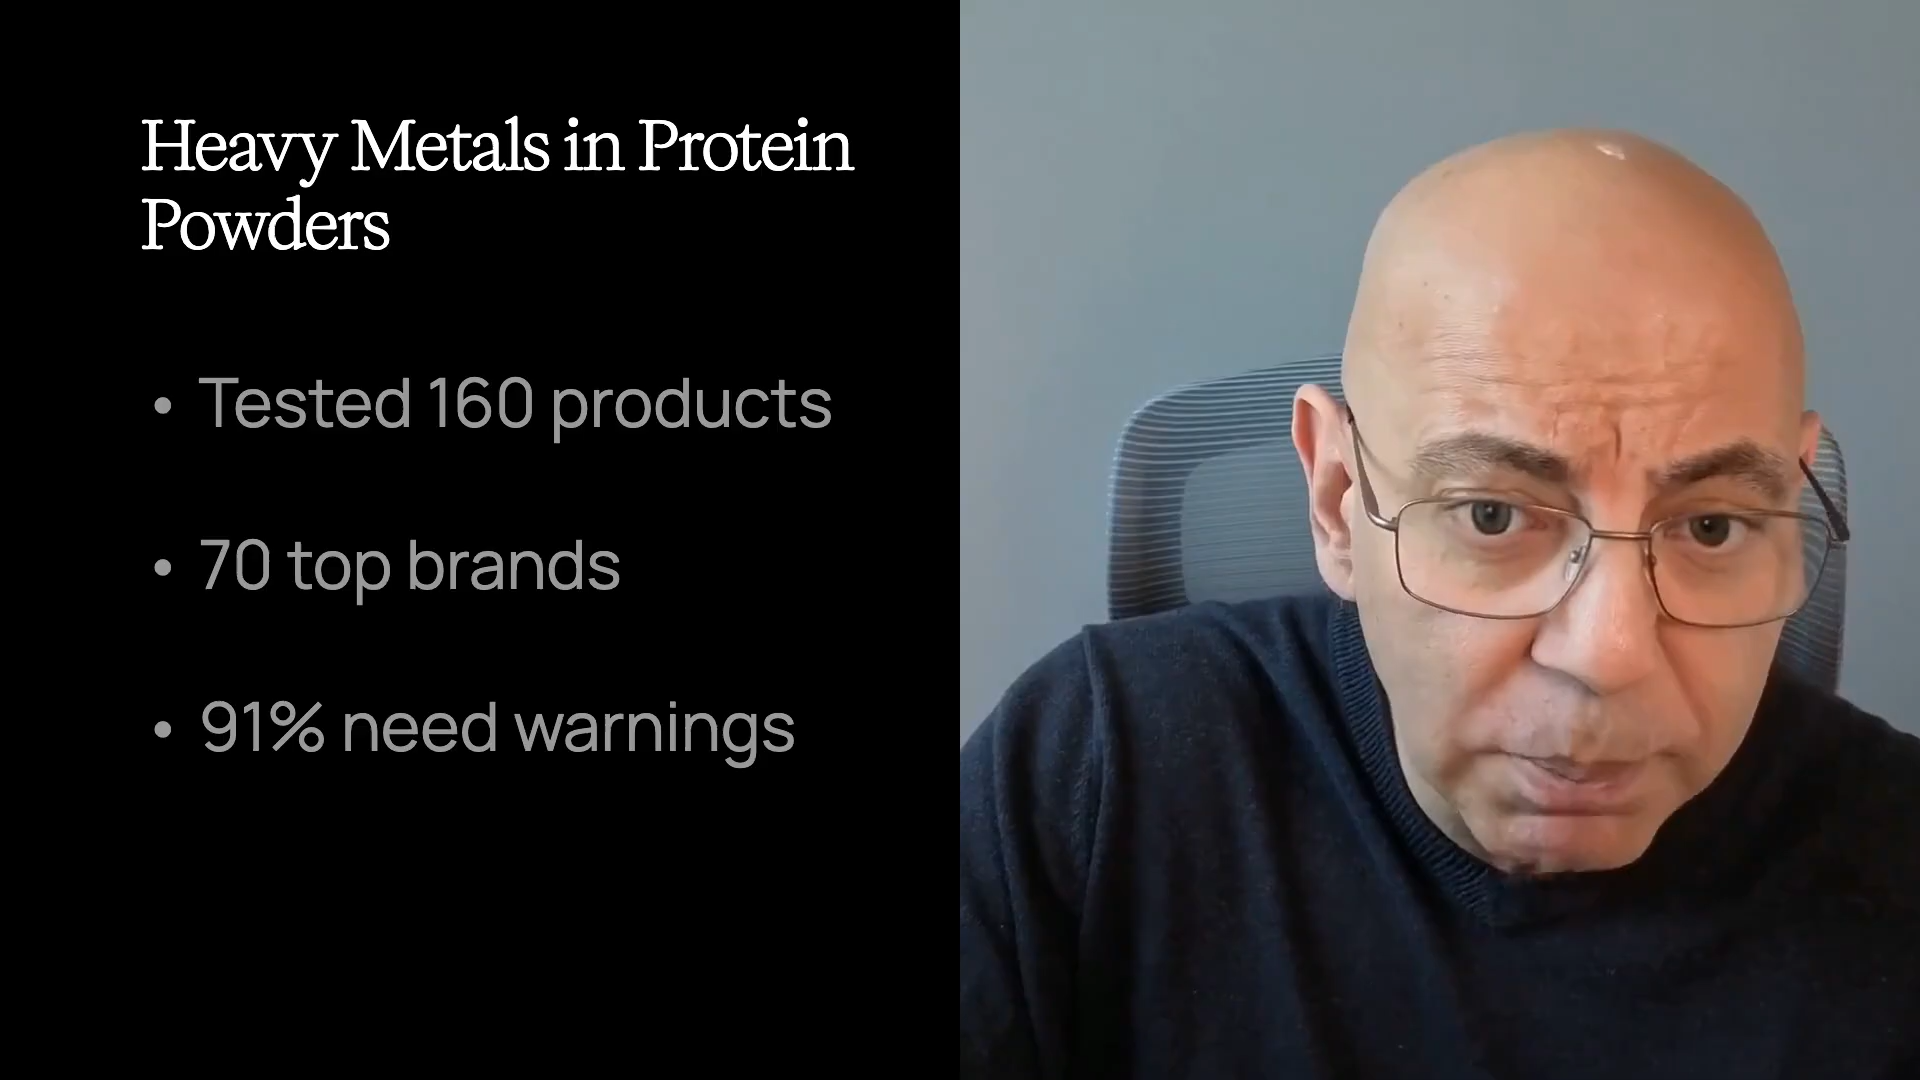 Heavy Metals in Protein
Powders
• Tested 160 products
• 70 top brands
• 91% need warnings